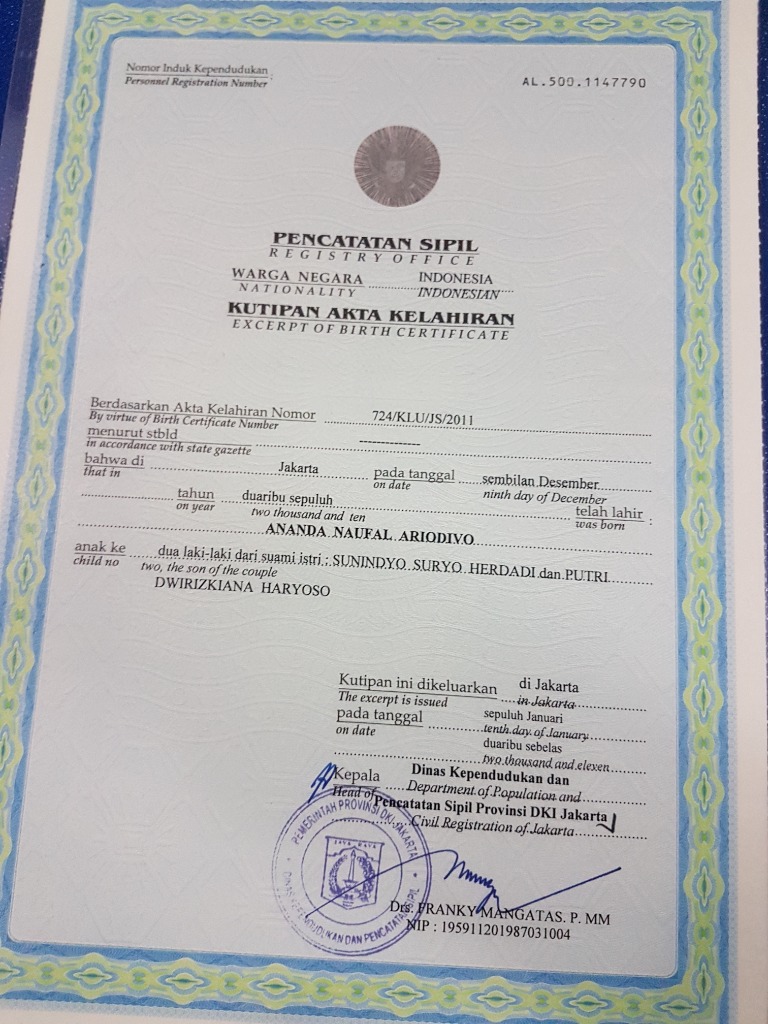 Nomor Induk Kependudukan :
Personnel Registration Number
AL.500.1147790
PENCATATAN SIPIL
REGISTRY OFFICE
WARGA NEGARA INDONESIA
NATIONALITY INDONESIAN
KUTIPAN AKTA KELAHIRAN
EXCERPT OF BIRTH CERTIFICATE
Berdasarkan Akta Kelahiran Nomor 724/KLU/JS/2011
By virtue of Birth Certificate Number
menurut stbld --------------
in accordance with state gazette
bahwa di Jakarta pada tanggal sembilan Desember
that in on date ninth day of December
tahun duaribu sepuluh telah lahir :
on year two thousand and ten was born
ANANDA NAUFAL ARIODIVO
anak ke dua laki-laki dari suami istri : SUNINDYO SURYO HERDADI dan PUTRI
child no two, the son of the couple
DWIRIZKIANA HARYOSO
Kutipan ini dikeluarkan di Jakarta
The excerpt is issued in Jakarta
pada tanggal sepuluh Januari
on date tenth day of January
duaribu sebelas
two thousand and elexen
Kepala Dinas Kependudukan dan
Head of Department of Population and
Pencatatan Sipil Provinsi DKI Jakarta
Civil Registration of Jakarta
PEMERINTAH PROVINSI DKI JAKARTA
JAYA RAYA
DINAS KEPENDUDUKAN DAN PENCATATAN SIPIL
Drs. FRANKY MANGATAS. P. MM
NIP : 195911201987031004